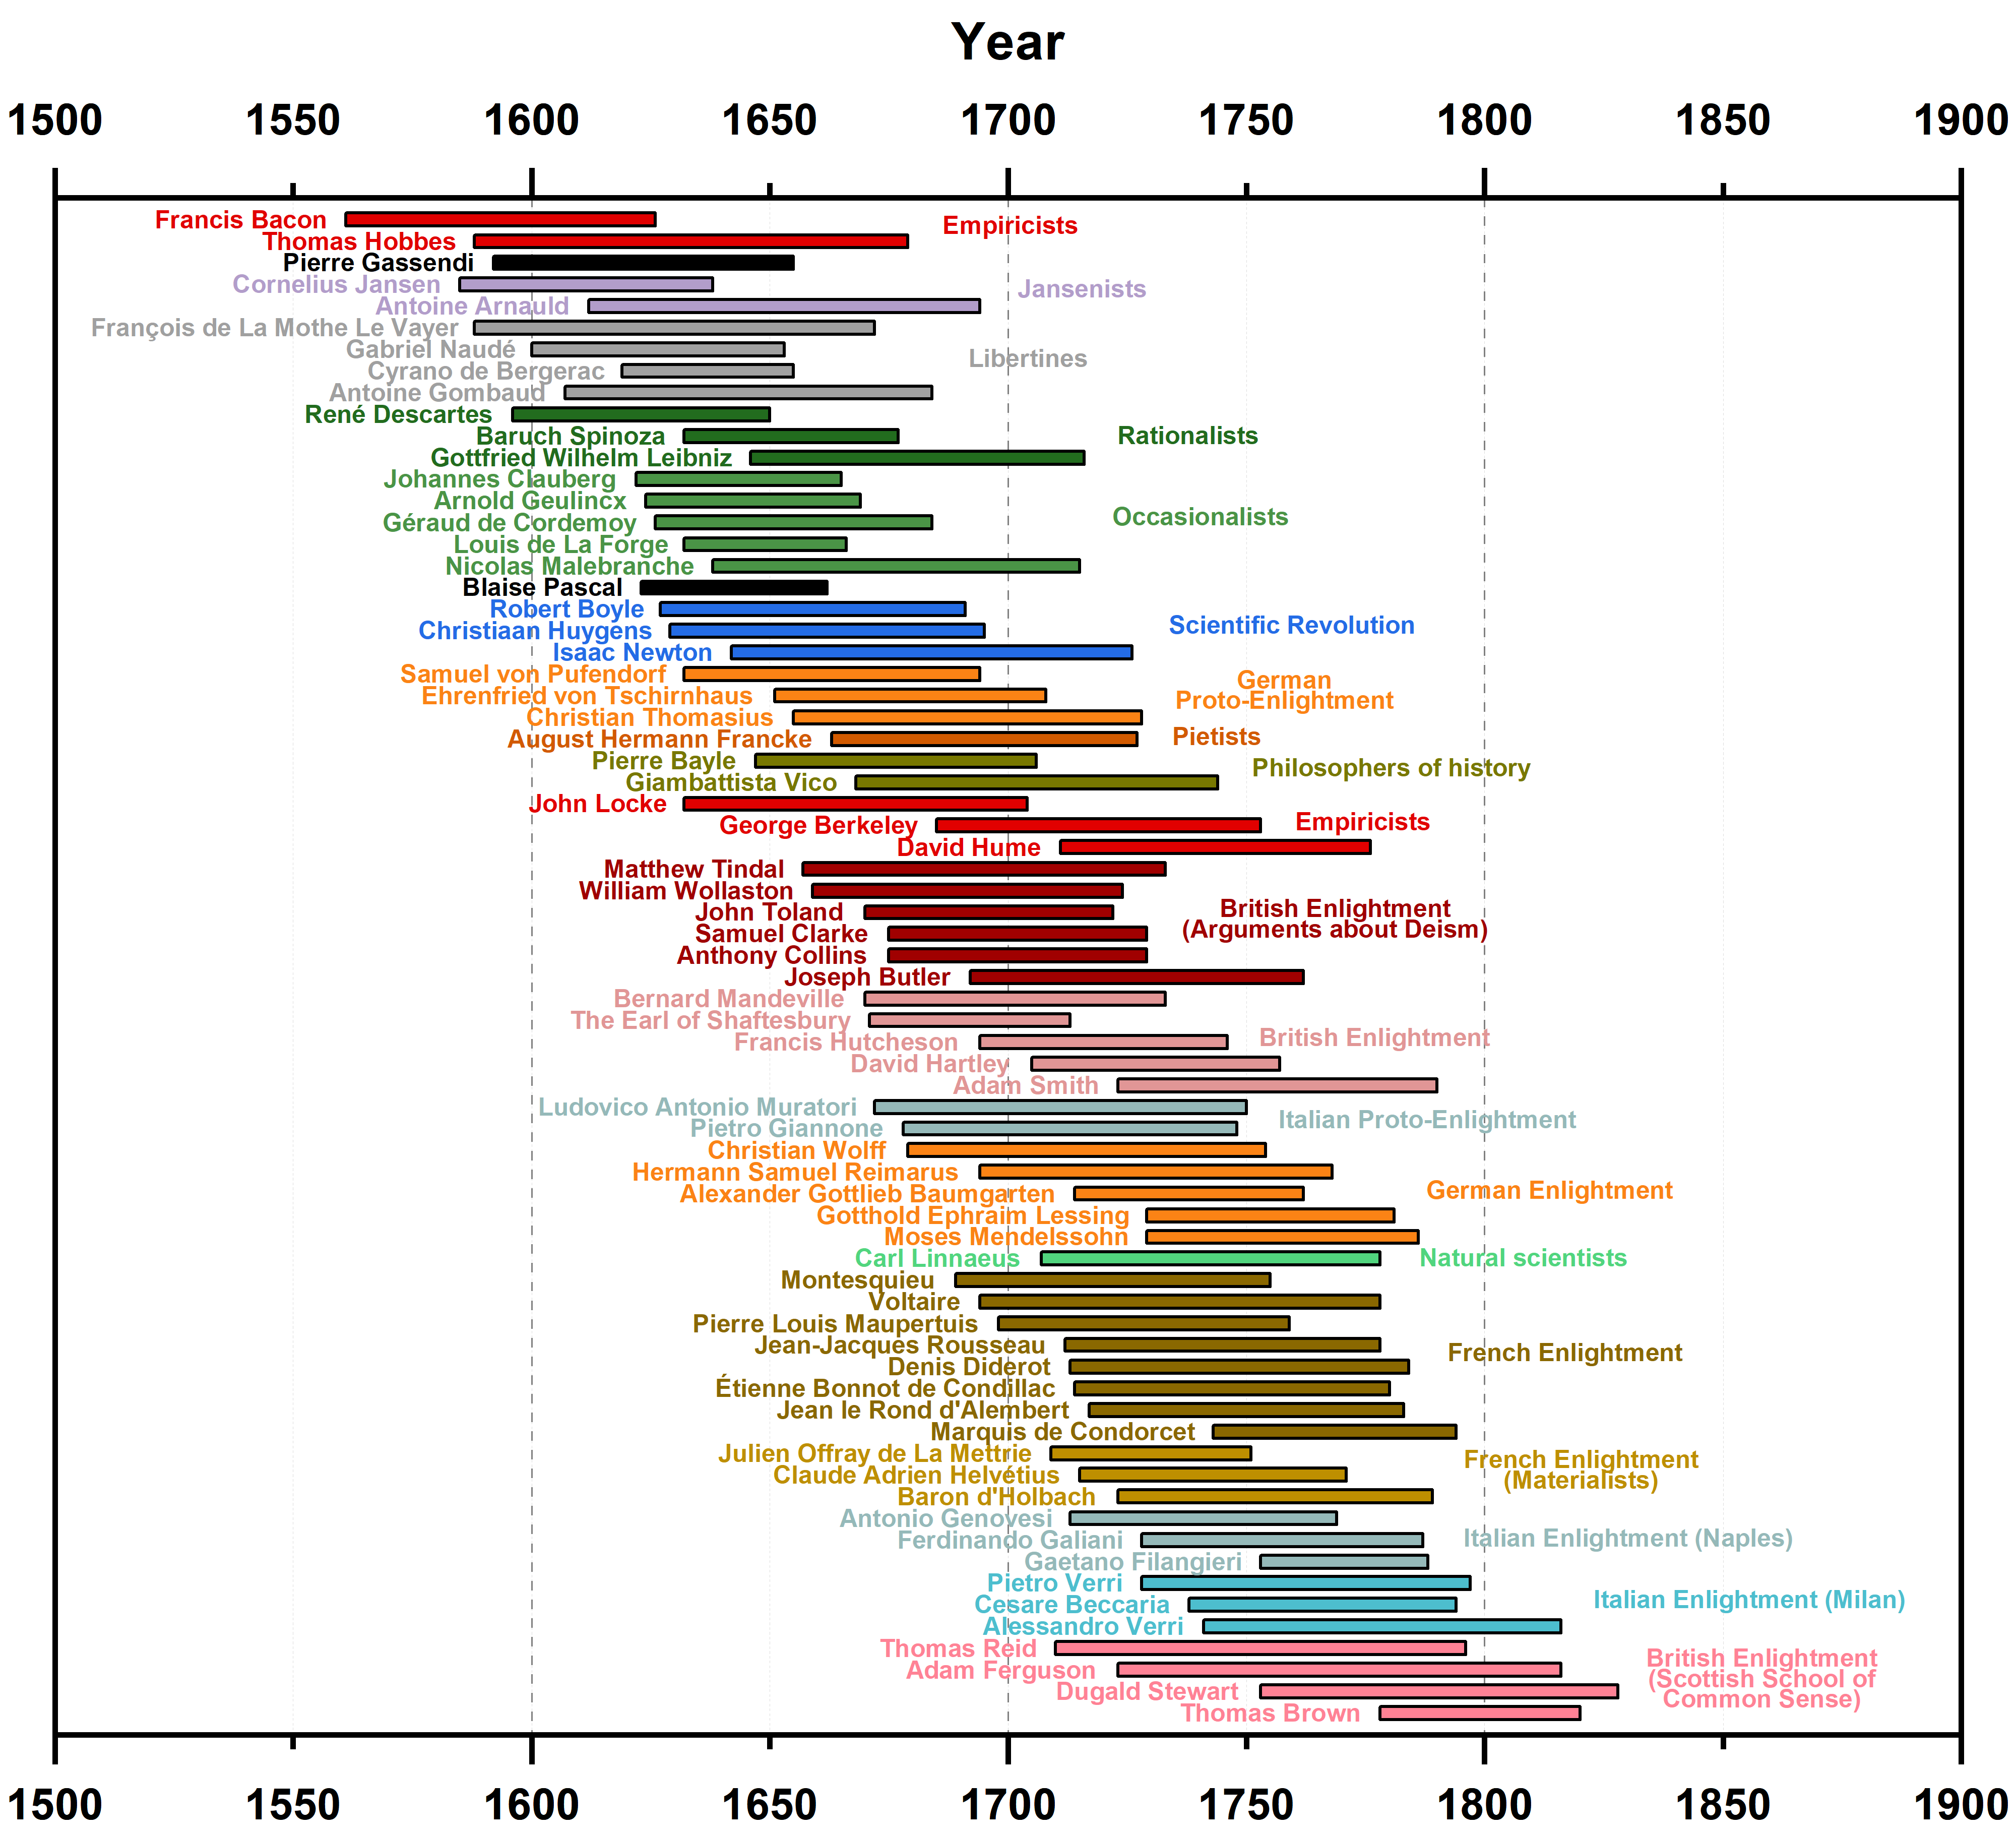 Year
1500 1550 1600 1650 1700 1750 1800 1850 1900
Francis Bacon
Empiricists
Thomas Hobbes
Pierre Gassendi
Cornelius Jansen
Jansenists
Antoine Arnauld
François de La Mothe Le Vayer
Gabriel Naudé
Libertines
Cyrano de Bergerac
Antoine Gombaud
René Descartes
Baruch Spinoza
Rationalists
Gottfried Wilhelm Leibniz
Johannes Clauberg
Arnold Geulincx
Géraud de Cordemoy
Occasionalists
Louis de La Forge
Nicolas Malebranche
Blaise Pascal
Robert Boyle
Christiaan Huygens
Scientific Revolution
Isaac Newton
Samuel von Pufendorf
German
Proto-Enlightment
Ehrenfried von Tschirnhaus
Christian Thomasius
August Hermann Francke
Pietists
Pierre Bayle
Philosophers of history
Giambattista Vico
John Locke
George Berkeley
Empiricists
David Hume
Matthew Tindal
William Wollaston
John Toland
British Enlightment
(Arguments about Deism)
Samuel Clarke
Anthony Collins
Joseph Butler
Bernard Mandeville
The Earl of Shaftesbury
Francis Hutcheson
British Enlightment
David Hartley
Adam Smith
Ludovico Antonio Muratori
Italian Proto-Enlightment
Pietro Giannone
Christian Wolff
Hermann Samuel Reimarus
Alexander Gottlieb Baumgarten
German Enlightment
Gotthold Ephraim Lessing
Moses Mendelssohn
Carl Linnaeus
Natural scientists
Montesquieu
Voltaire
Pierre Louis Maupertuis
Jean-Jacques Rousseau
French Enlightment
Denis Diderot
Étienne Bonnot de Condillac
Jean le Rond d'Alembert
Marquis de Condorcet
Julien Offray de La Mettrie
French Enlightment
(Materialists)
Claude Adrien Helvétius
Baron d'Holbach
Antonio Genovesi
Ferdinando Galiani
Italian Enlightment (Naples)
Gaetano Filangieri
Pietro Verri
Cesare Beccaria
Italian Enlightment (Milan)
Alessandro Verri
Thomas Reid
British Enlightment
(Scottish School of
Common Sense)
Adam Ferguson
Dugald Stewart
Thomas Brown
1500 1550 1600 1650 1700 1750 1800 1850 1900